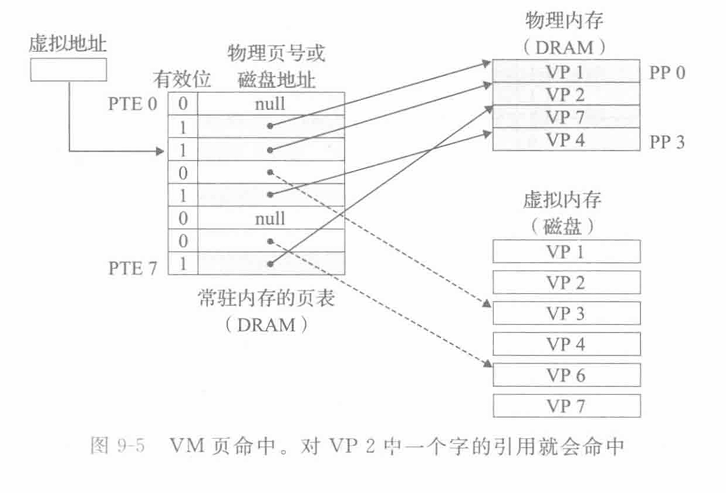 虚拟地址
物理页号或
磁盘地址
有效位
PTE 0
0
null
1
1
0
1
0
null
0
PTE 7
1
常驻内存的页表
（DRAM）
物理内存
（DRAM）
VP 1
PP 0
VP 2
VP 7
VP 4
PP 3
虚拟内存
（磁盘）
VP 1
VP 2
VP 3
VP 4
VP 6
VP 7
图 9-5 VM 页命中。对 VP 2 中一个字的引用就会命中